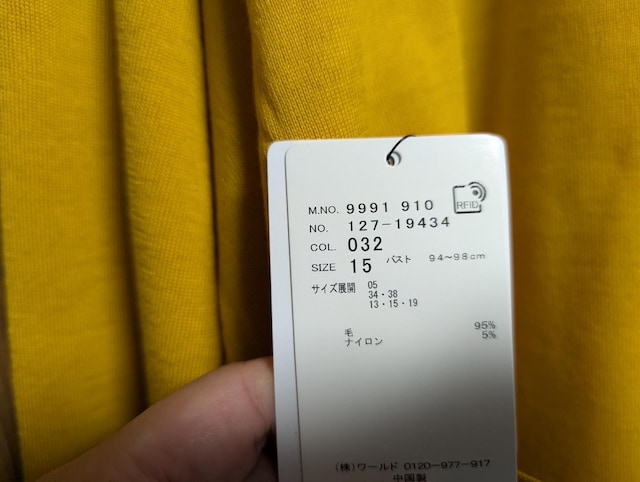 M.NO. 9991 910
RFID
NO. 127-19434
COL. 032
SIZE 15 バスト 94~98cm
サイズ展開 05
34・38
13・15・19
毛 95%
ナイロン 5%
(株)ワールド 0120-977-917
中国製